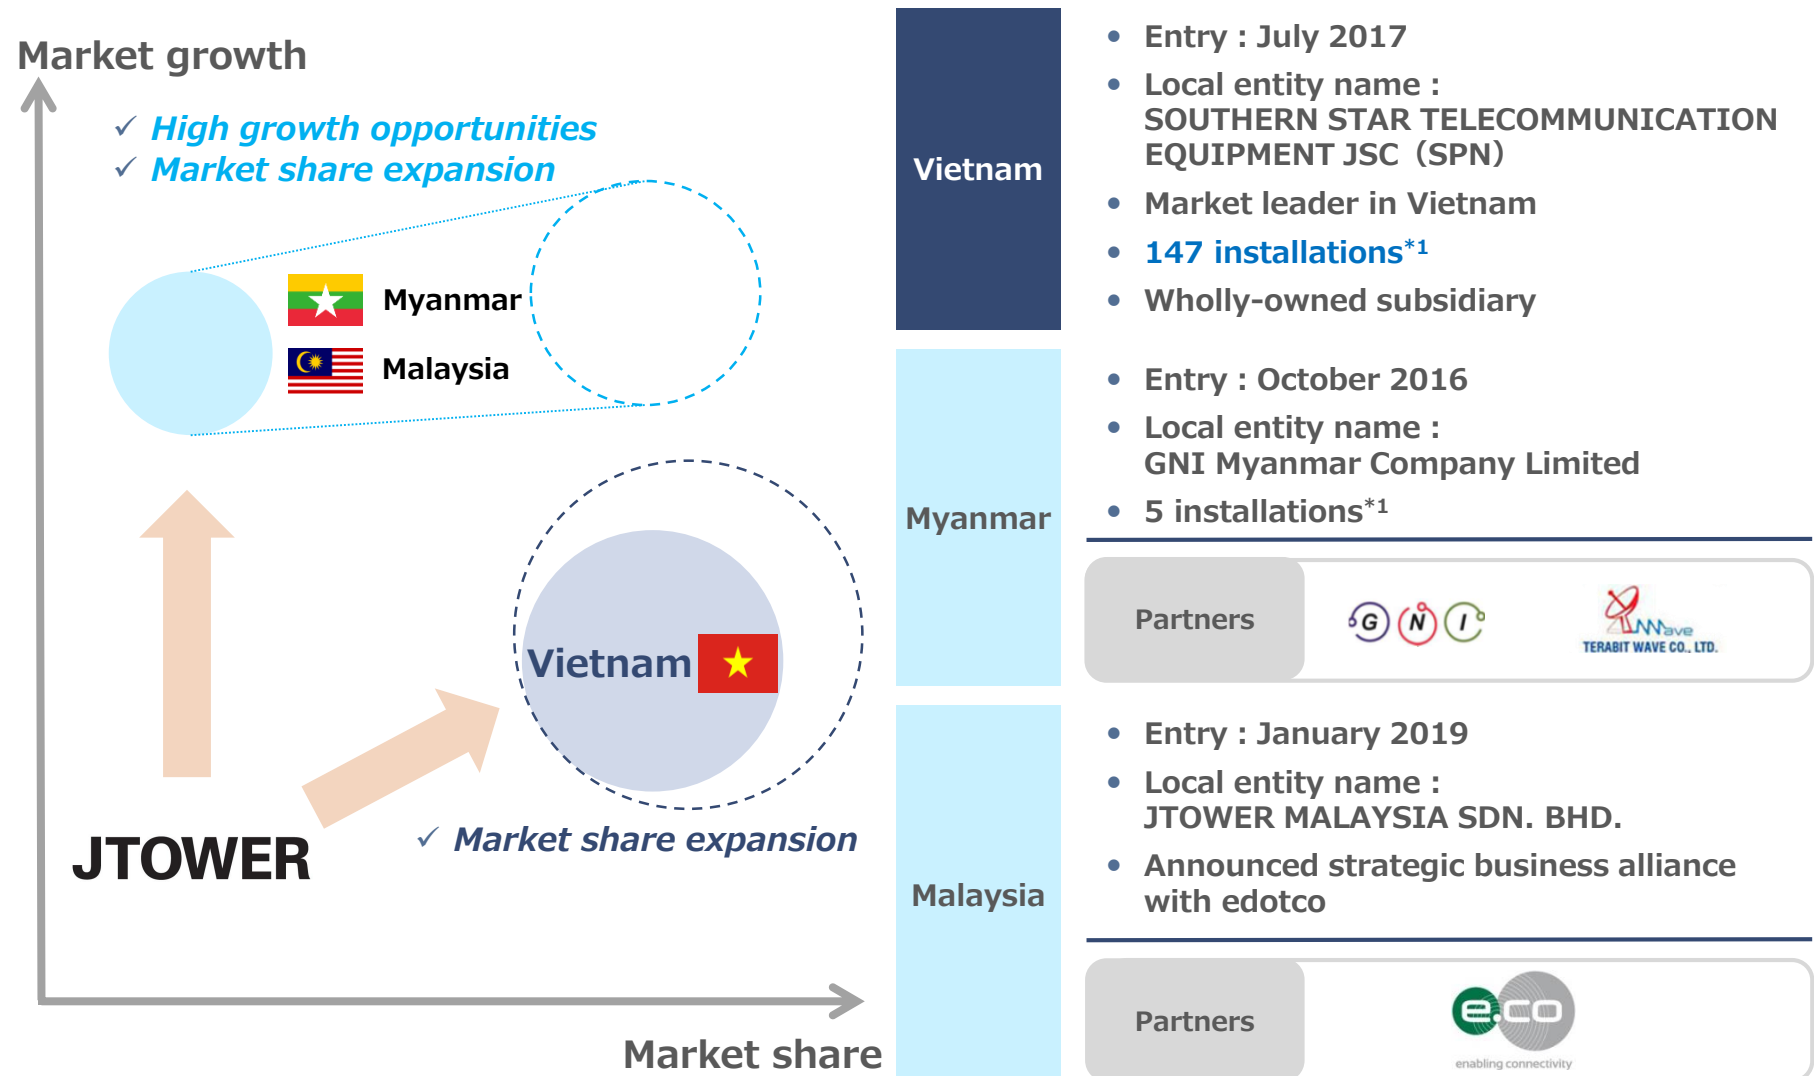 Market growth
✓ High growth opportunities
✓ Market share expansion
Myanmar
Malaysia
Vietnam
✓ Market share expansion
JTOWER
Market share
Vietnam
• Entry : July 2017
• Local entity name :
SOUTHERN STAR TELECOMMUNICATION
EQUIPMENT JSC（SPN）
• Market leader in Vietnam
• 147 installations*1
• Wholly-owned subsidiary
Myanmar
• Entry : October 2016
• Local entity name :
GNI Myanmar Company Limited
• 5 installations*1
Partners
G N I
Wave
TERABIT WAVE CO., LTD.
Malaysia
• Entry : January 2019
• Local entity name :
JTOWER MALAYSIA SDN. BHD.
• Announced strategic business alliance
with edotco
Partners
e.co
enabling connectivity